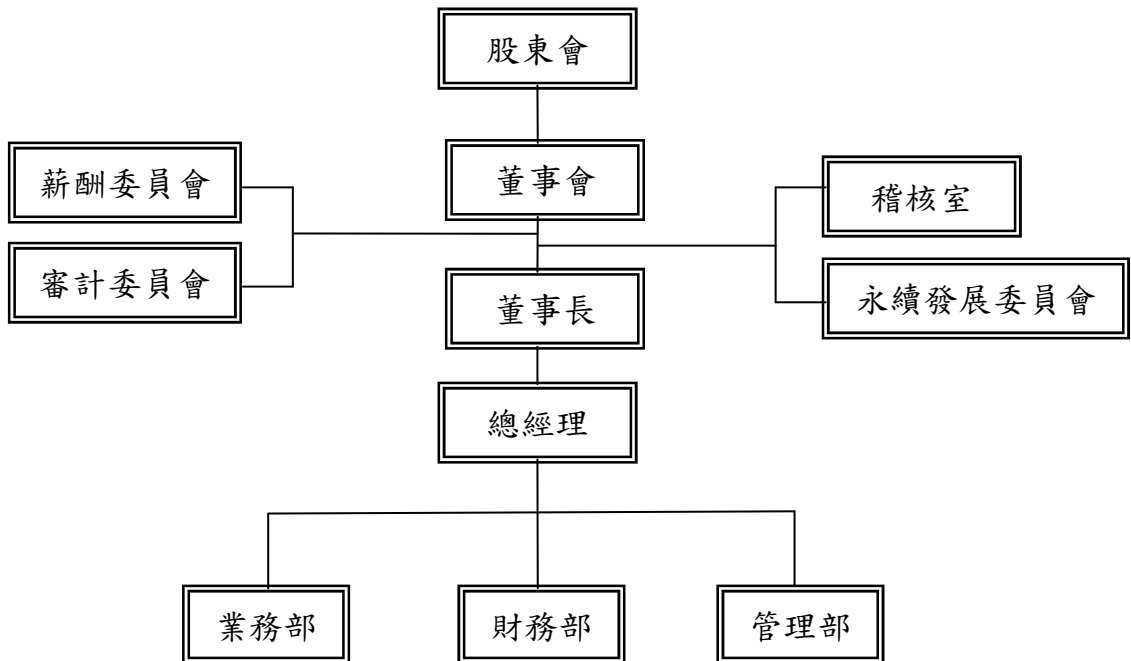 股東會
董事會
薪酬委員會
稽核室
審計委員會
董事長
永續發展委員會
總經理
業務部
財務部
管理部